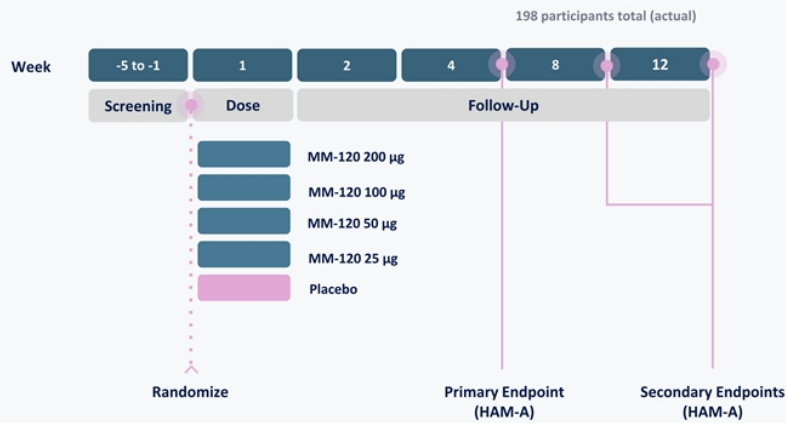 198 participants total (actual)
Week -5 to -1 1 2 4 8 12
Screening Dose Follow-Up
MM-120 200 µg
MM-120 100 µg
MM-120 50 µg
MM-120 25 µg
Placebo
Randomize Primary Endpoint Secondary Endpoints
(HAM-A) (HAM-A)